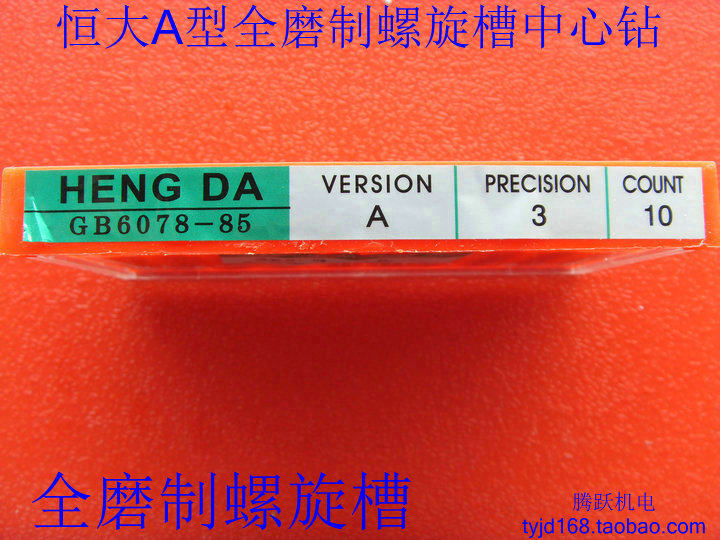 恒大A型全磨制螺旋槽中心钻
HENG DA
GB6078-85
VERSION
A
PRECISION
3
COUNT
10
全磨制螺旋槽
腾跃机电
tyjd168.taobao.com